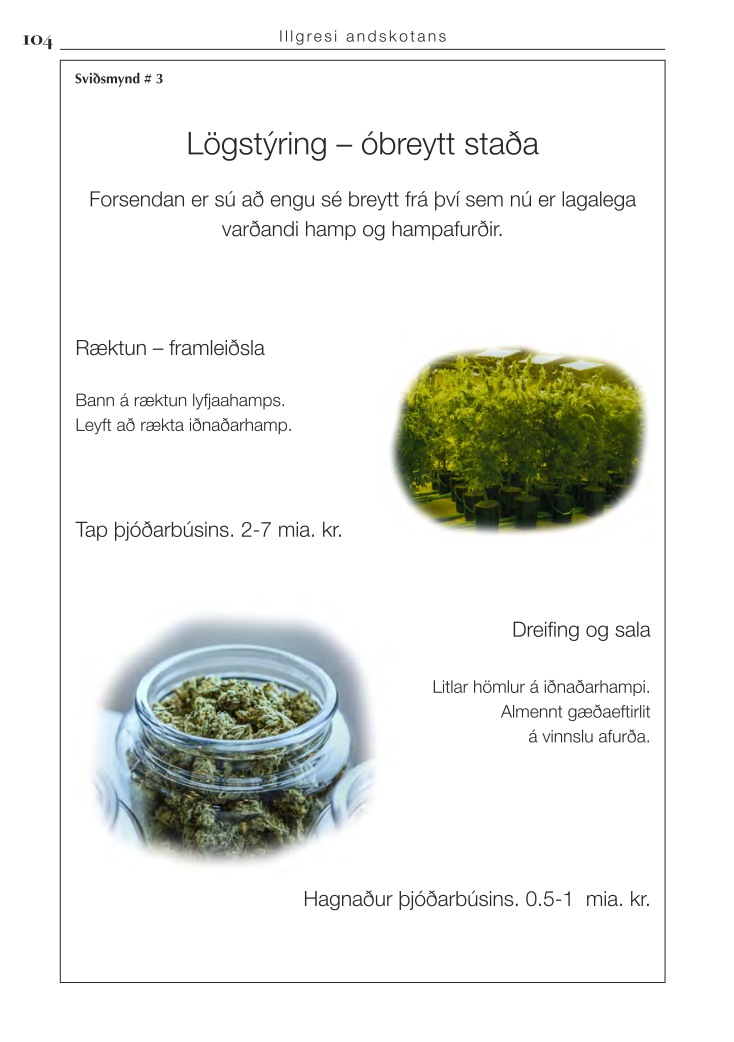 104
Illgresi andskotans
Sviðsmynd # 3
Lögstýring – óbreytt staða
Forsendan er sú að engu sé breytt frá því sem nú er lagalega
varðandi hamp og hampafurðir.
Ræktun – framleiðsla
Bann á ræktun lyfjaahamps.
Leyft að rækta iðnaðarhamp.
Tap þjóðarbúsins. 2-7 mia. kr.
Dreifing og sala
Litlar hömlur á iðnaðarhampi.
Almennt gæðaeftirlit
á vinnslu afurða.
Hagnaður þjóðarbúsins. 0.5-1 mia. kr.